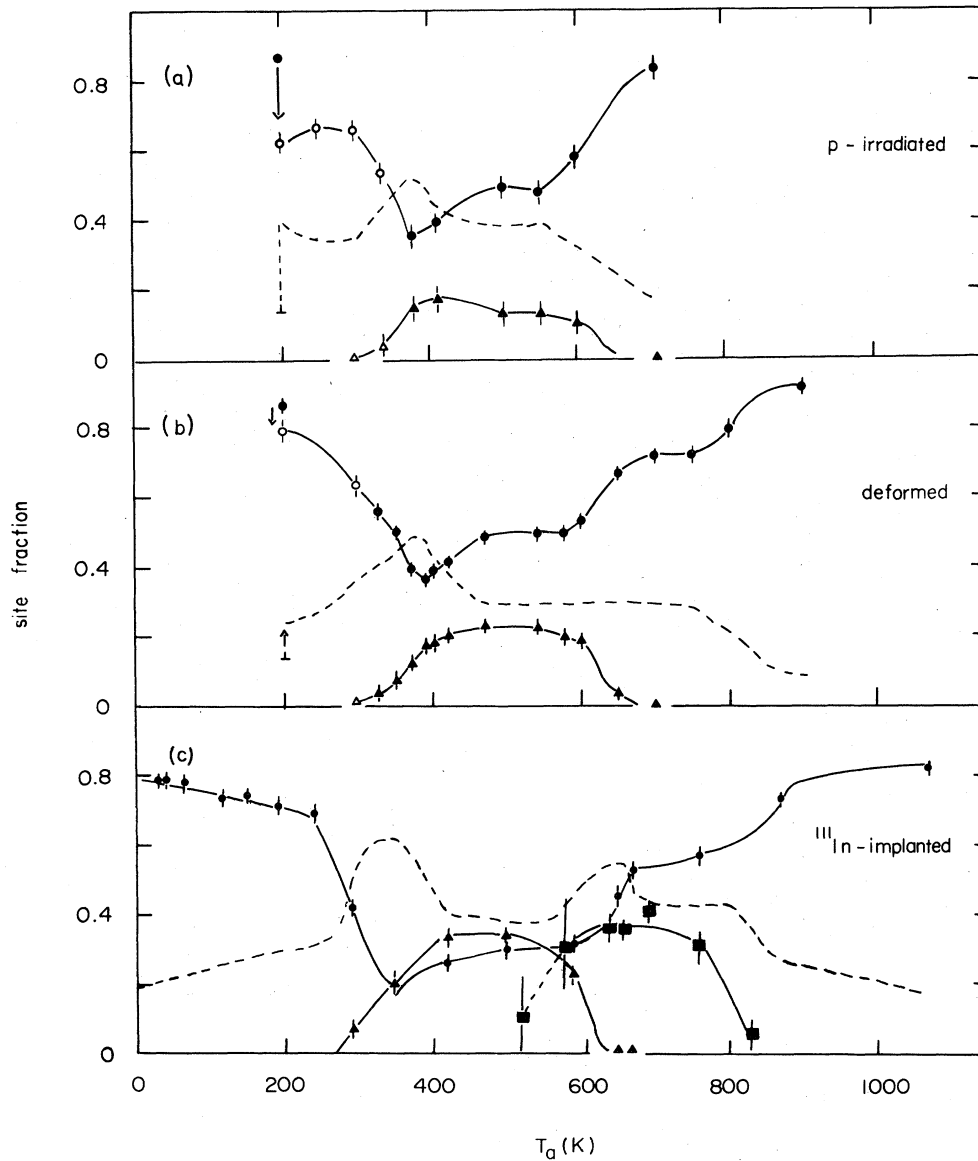 (a)
0.8
p - irradiated
0.4
0
(b)
0.8
deformed
site fraction
0.4
0
(c)
0.8
¹¹¹In - implanted
0.4
0
0 200 400 600 800 1000
Tₐ (K)